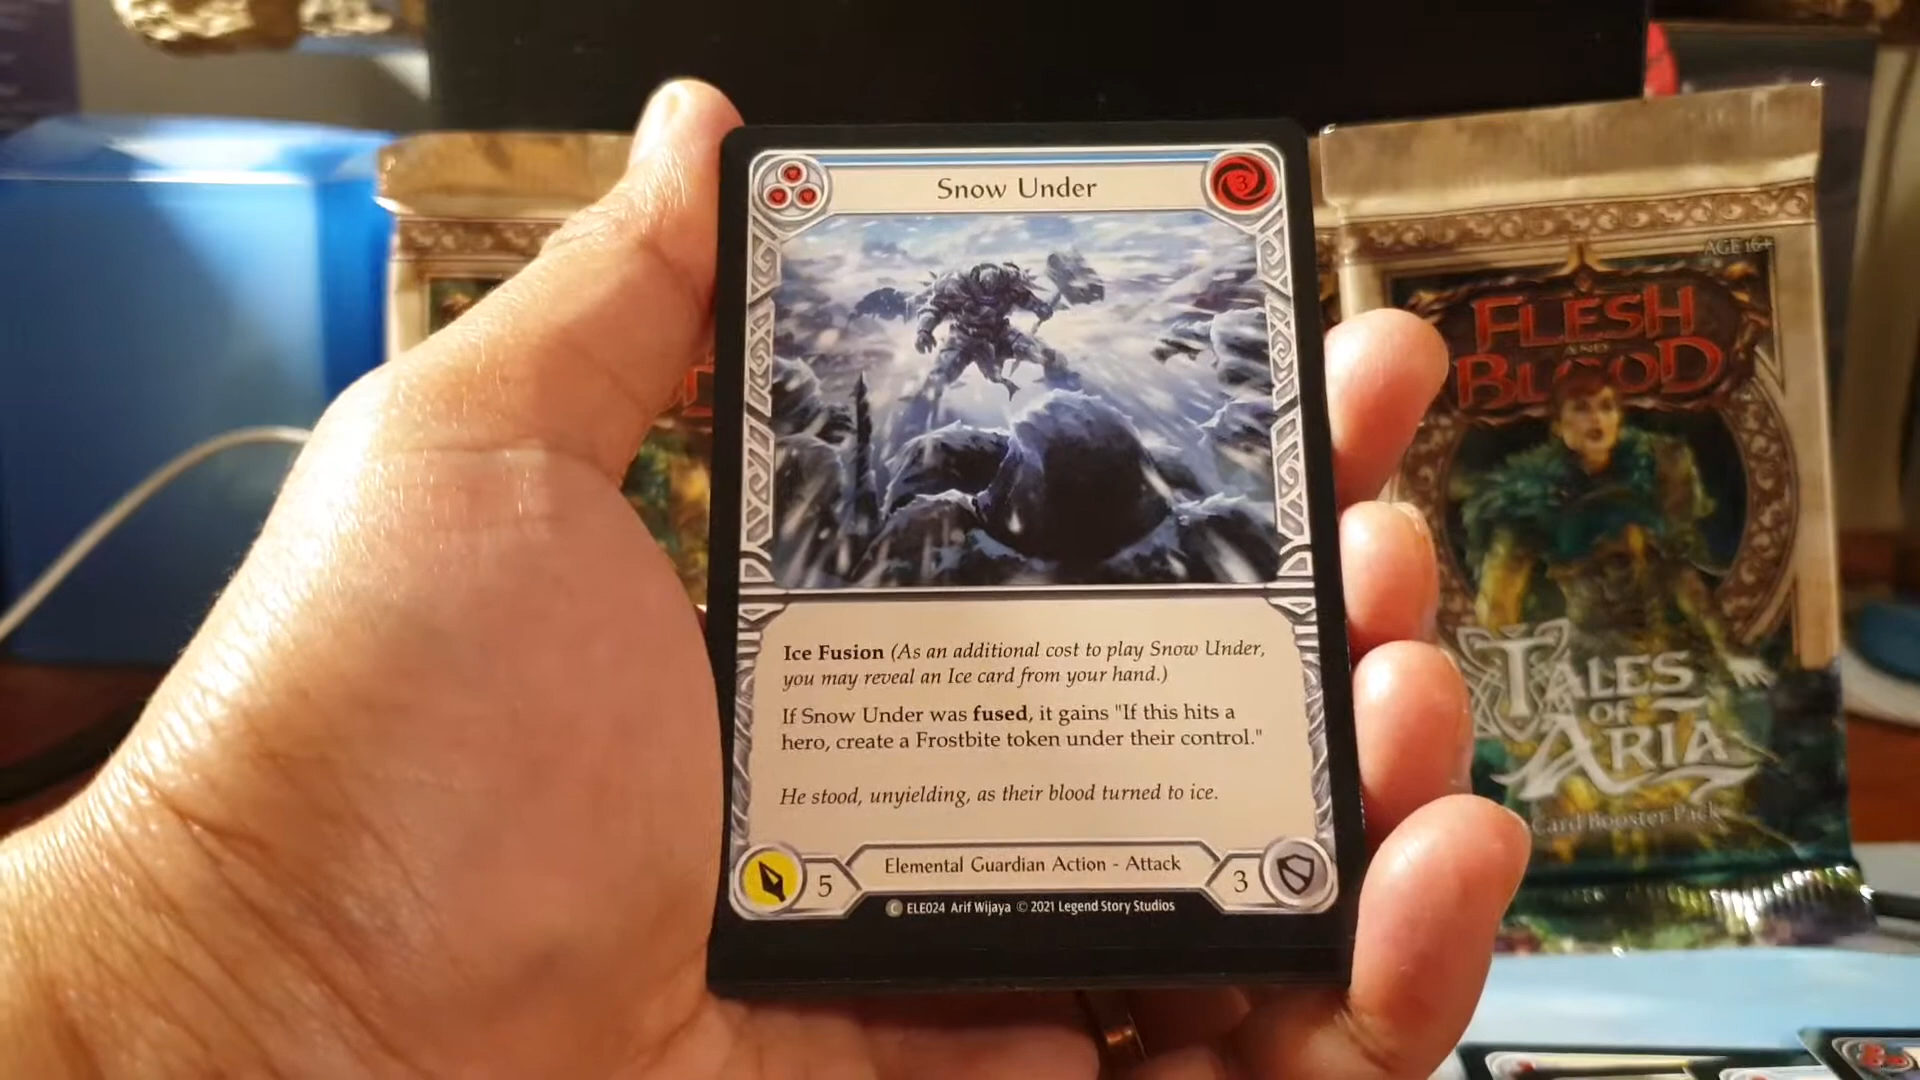 Snow Under
3
Ice Fusion (As an additional cost to play Snow Under,
you may reveal an Ice card from your hand.)
If Snow Under was fused, it gains "If this hits a
hero, create a Frostbite token under their control."
He stood, unyielding, as their blood turned to ice.
5
Elemental Guardian Action - Attack
3
C ELE024 Arif Wijaya © 2021 Legend Story Studios
AGE 16+
FLESH
AND
BLOOD
TALES
OF
ARIA
Card Booster Pack